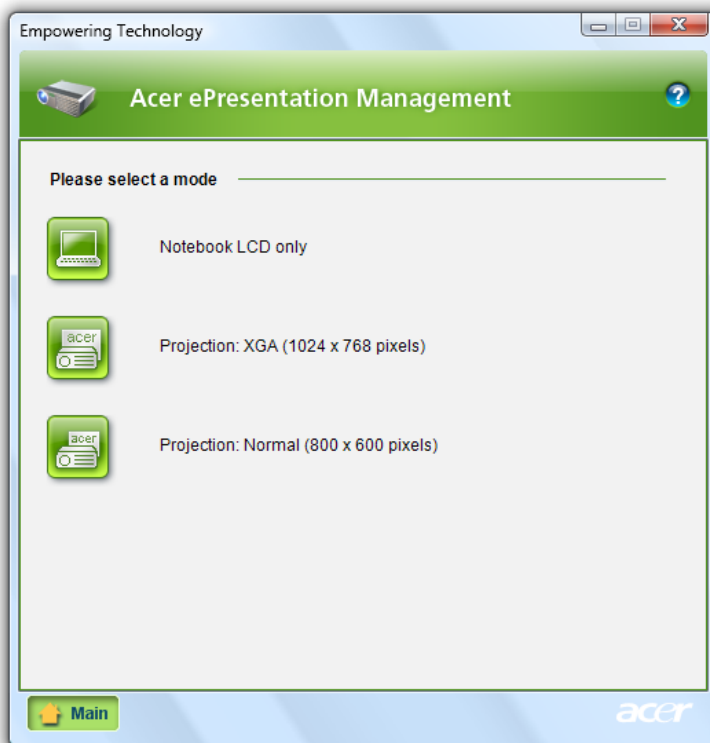 Empowering Technology
Acer ePresentation Management
?
Please select a mode
Notebook LCD only
acer
Projection: XGA (1024 x 768 pixels)
acer
Projection: Normal (800 x 600 pixels)
Main
acer